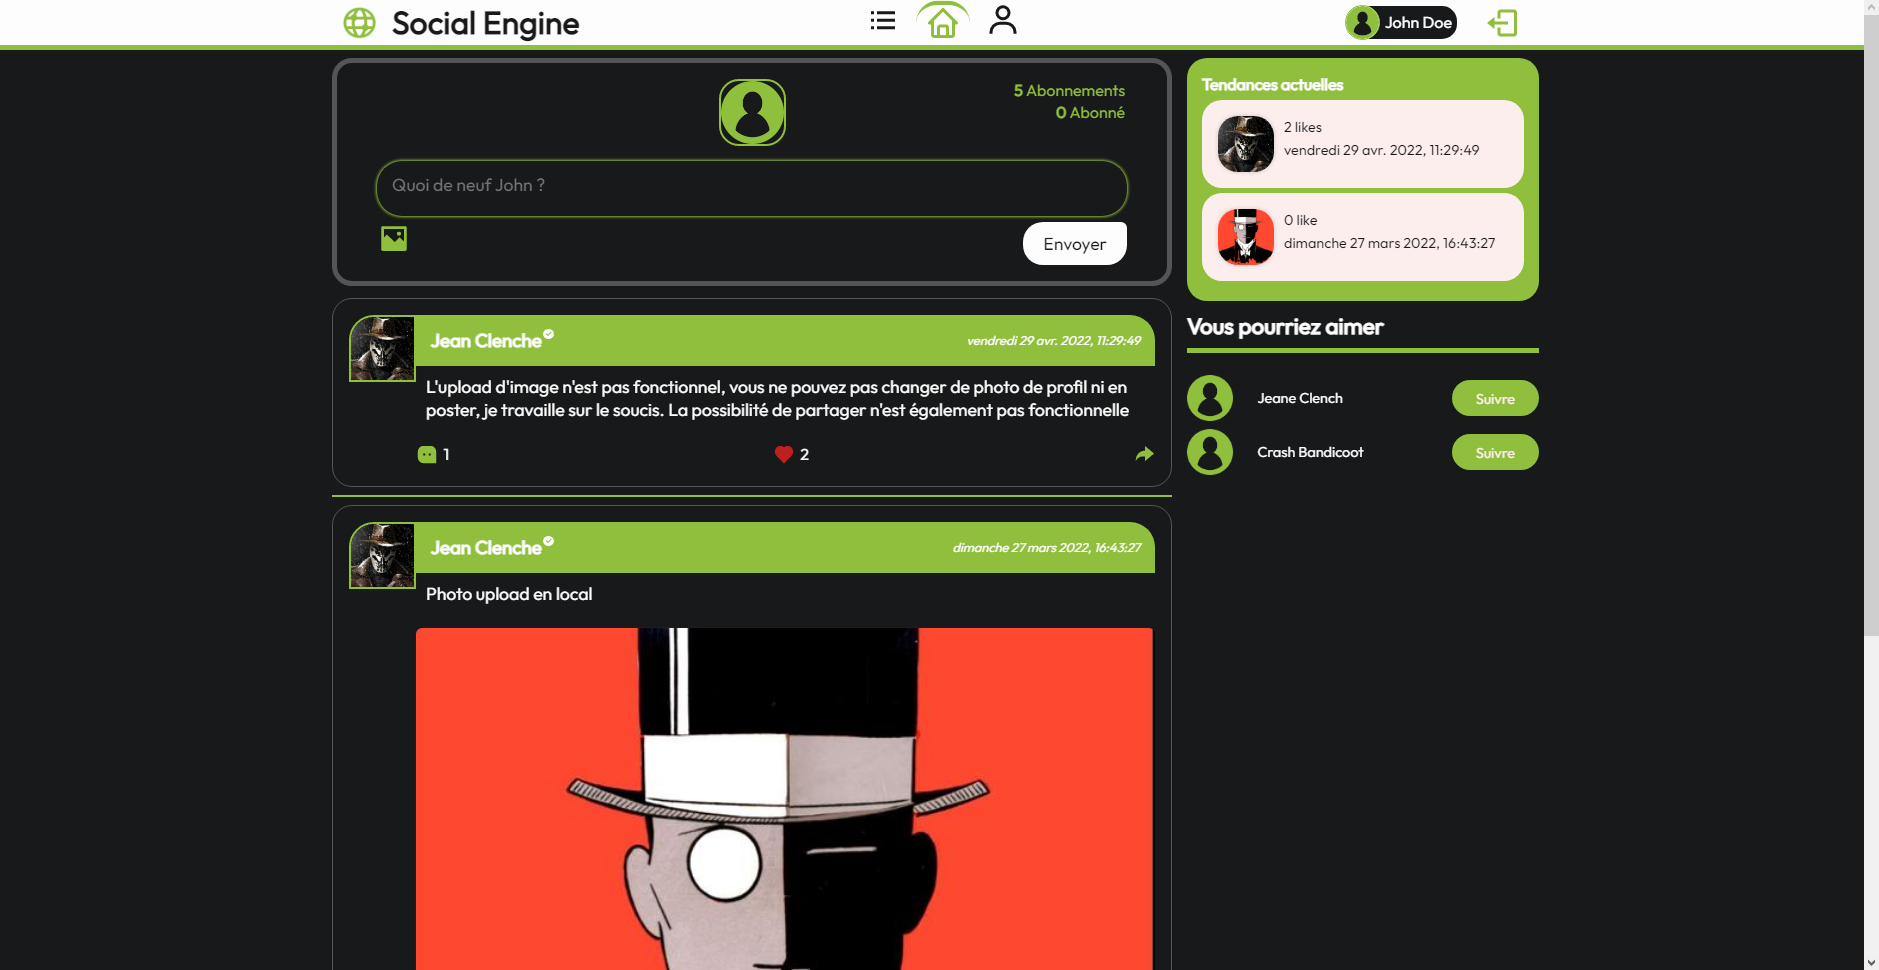 Social Engine
John Doe
5 Abonnements
0 Abonné
Quoi de neuf John ?
Envoyer
Jean Clenche
vendredi 29 avr. 2022, 11:29:49
L'upload d'image n'est pas fonctionnel, vous ne pouvez pas changer de photo de profil ni en
poster, je travaille sur le soucis. La possibilité de partager n'est également pas fonctionnelle
1
2
Jean Clenche
dimanche 27 mars 2022, 16:43:27
Photo upload en local
Tendances actuelles
2 likes
vendredi 29 avr. 2022, 11:29:49
0 like
dimanche 27 mars 2022, 16:43:27
Vous pourriez aimer
Jeane Clench
Suivre
Crash Bandicoot
Suivre